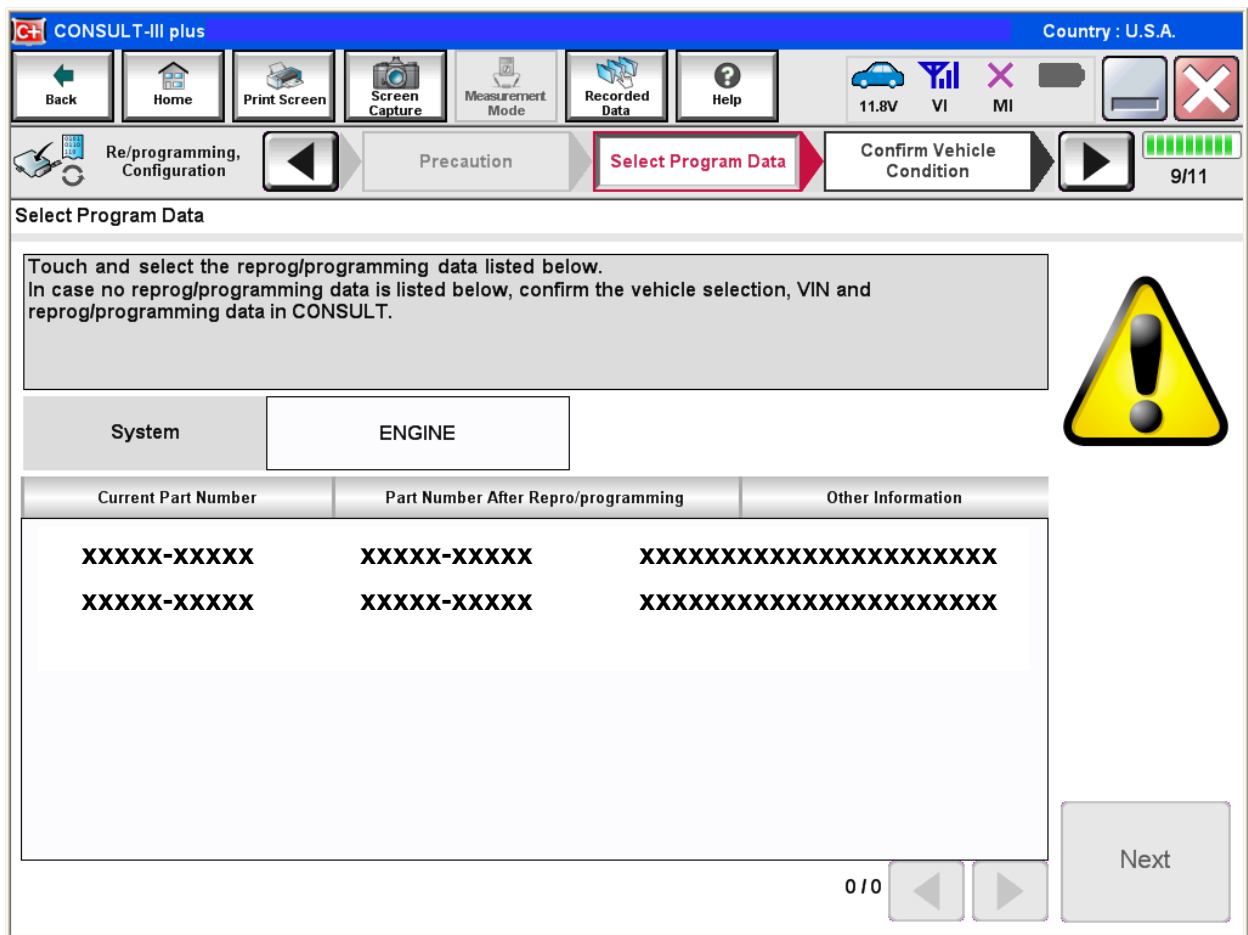 C+ CONSULT-III plus Country : U.S.A.
Back Home Print Screen Screen Capture Measurement Mode Recorded Data Help 11.8V VI MI
Re/programming, Configuration Precaution Select Program Data Confirm Vehicle Condition 9/11
Select Program Data
Touch and select the reprog/programming data listed below.
In case no reprog/programming data is listed below, confirm the vehicle selection, VIN and
reprog/programming data in CONSULT.
System ENGINE
Current Part Number Part Number After Repro/programming Other Information
XXXXX-XXXXX XXXXX-XXXXX XXXXXXXXXXXXXXXXXXXXXX
XXXXX-XXXXX XXXXX-XXXXX XXXXXXXXXXXXXXXXXXXXXX
Next
0/0